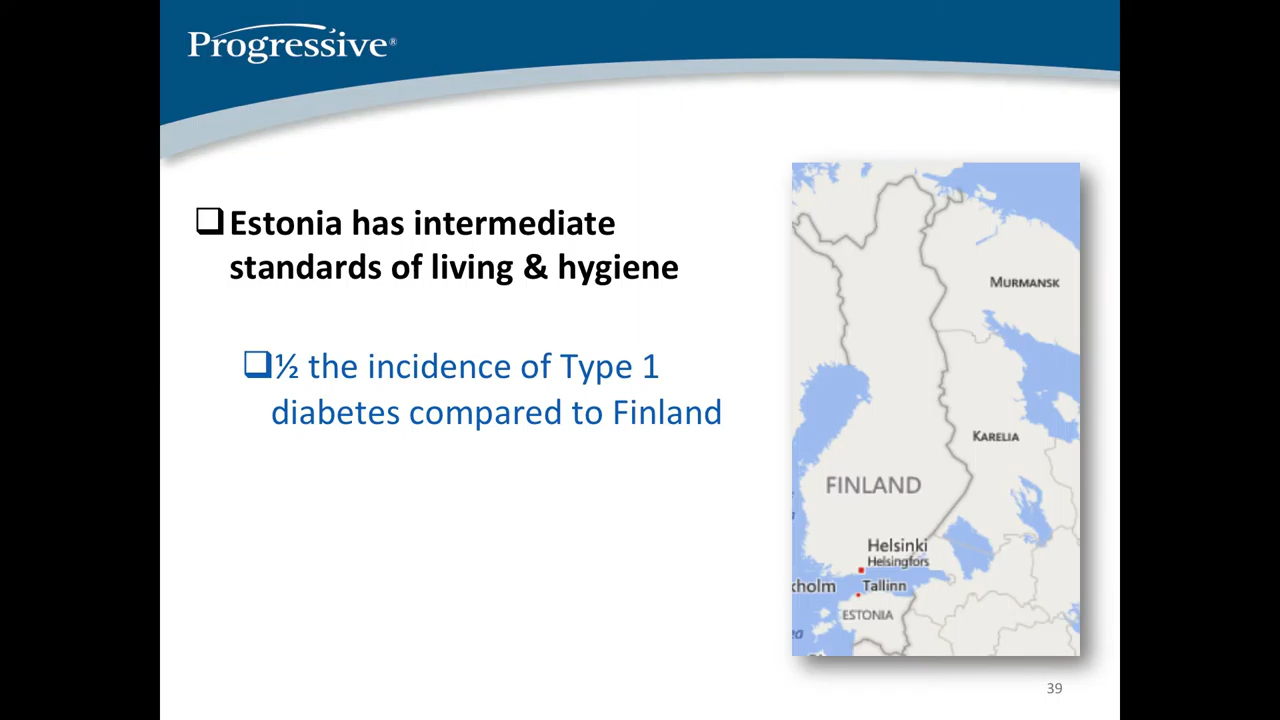 Progressive®
❑Estonia has intermediate
standards of living & hygiene
❑½ the incidence of Type 1
diabetes compared to Finland
MURMANSK
KARELIA
FINLAND
Helsinki
Helsingfors
kholm
Tallinn
ESTONIA
ea
39